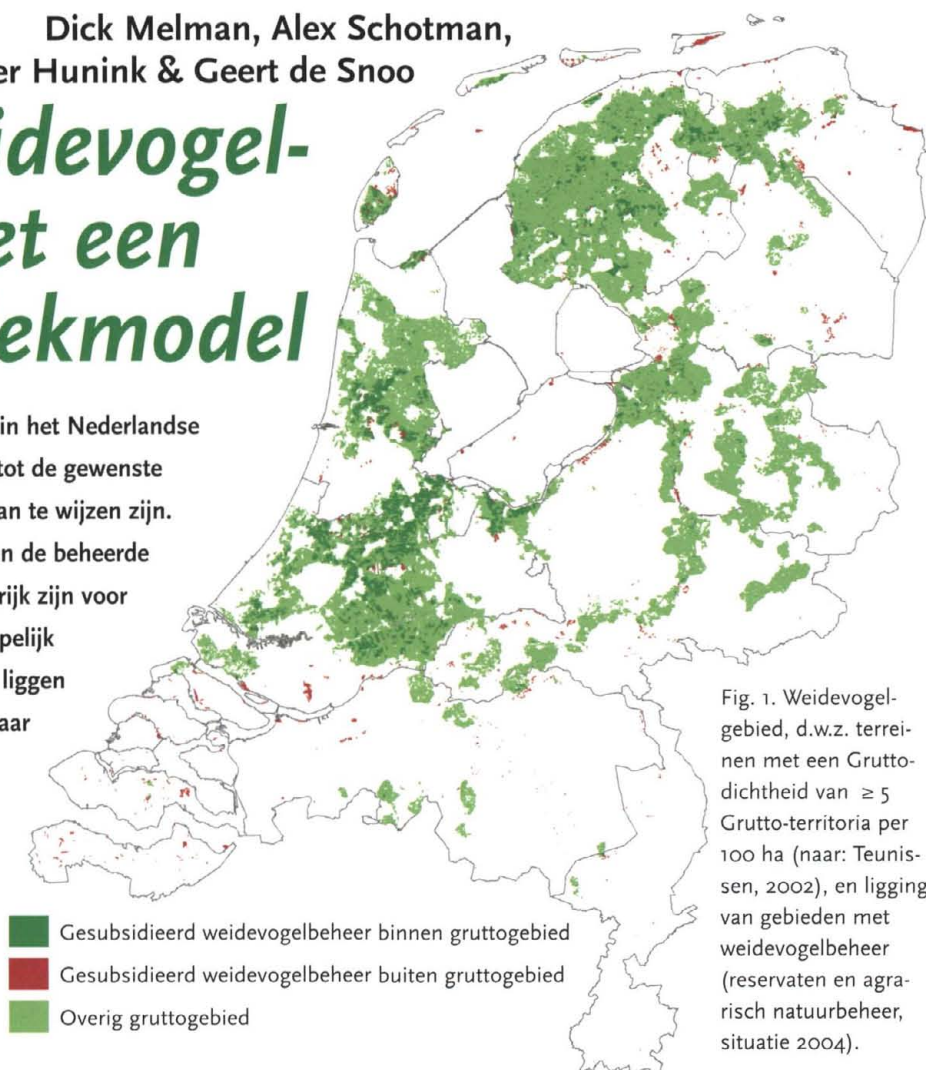 Dick Melman, Alex Schotman,
er Hunink & Geert de Snoo
idevogel-
et een
ekmodel
in het Nederlandse
tot de gewenste
an te wijzen zijn.
n de beheerde
rijk zijn voor
pelijk
liggen
aar
Fig. 1. Weidevogel-
gebied, d.w.z. terrei-
nen met een Grutto-
dichtheid van ≥ 5
Grutto-territoria per
100 ha (naar: Teunis-
sen, 2002), en ligging
van gebieden met
weidevogelbeheer
(reservaten en agra-
risch natuurbeheer,
situatie 2004).
Gesubsidieerd weidevogelbeheer binnen gruttogebied
Gesubsidieerd weidevogelbeheer buiten gruttogebied
Overig gruttogebied